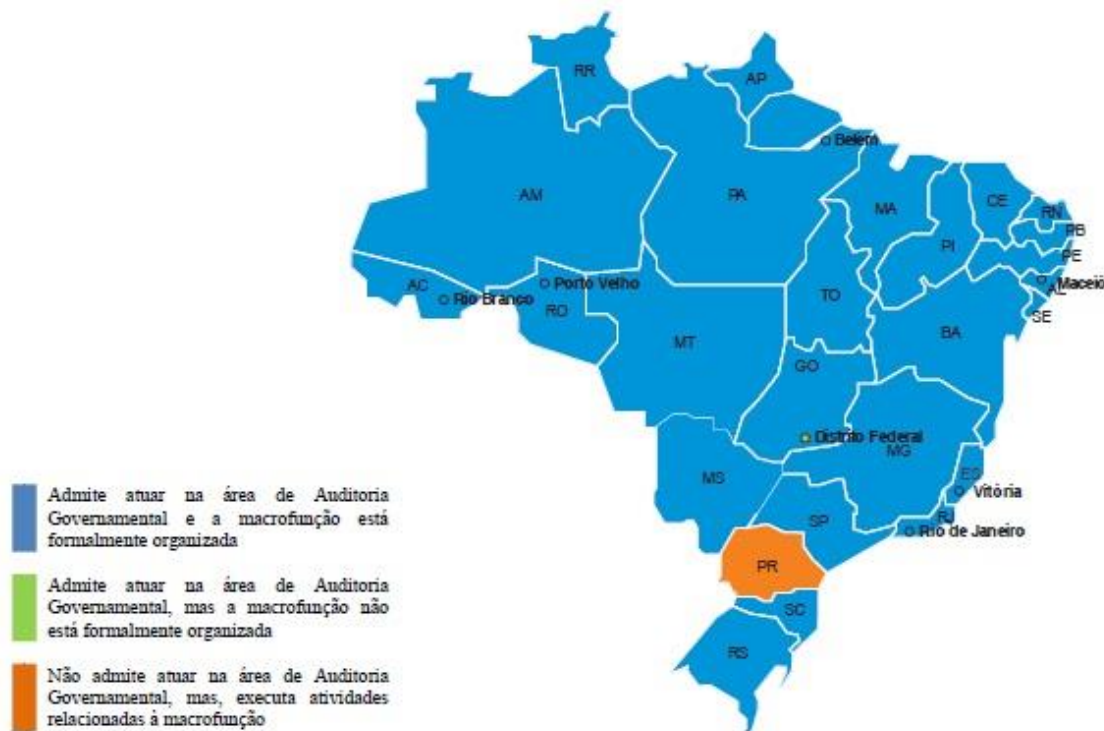 RR
AP
Belém
AM
PA
MA
CE
RN
PB
PI
PE
AC
Rio Branco
Porto Velho
Maceió
AL
RO
TO
SE
BA
MT
GO
Distrito Federal
MG
MS
ES
Vitória
SP
RJ
Rio de Janeiro
PR
SC
RS
Admite atuar na área de Auditoria
Governamental e a macrofunção está
formalmente organizada
Admite atuar na área de Auditoria
Governamental, mas a macrofunção não
está formalmente organizada
Não admite atuar na área de Auditoria
Governamental, mas, executa atividades
relacionadas à macrofunção